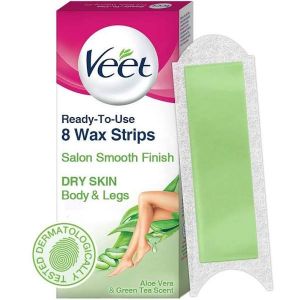 Veet
Ready-To-Use
8 Wax Strips
Salon Smooth Finish
DRY SKIN
Body & Legs
DERMATOLOGICALLY
TESTED
Aloe Vera
& Green Tea Scent